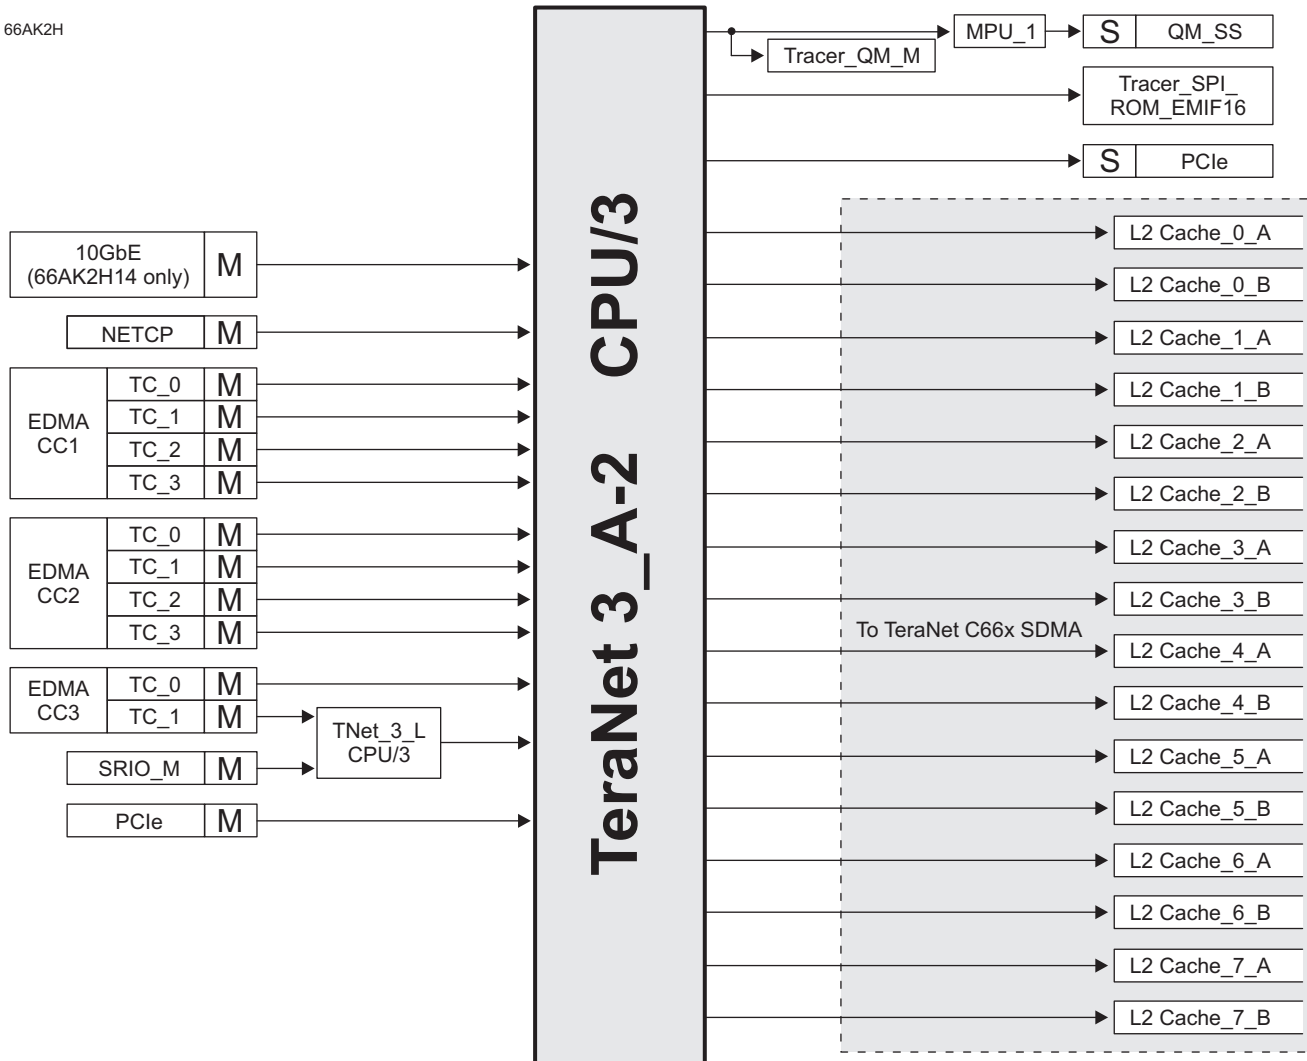 66AK2H
10GbE
(66AK2H14 only)
M
NETCP
M
EDMA
CC1
TC_0
M
TC_1
M
TC_2
M
TC_3
M
EDMA
CC2
TC_0
M
TC_1
M
TC_2
M
TC_3
M
EDMA
CC3
TC_0
M
TC_1
M
SRIO_M
M
TNet_3_L
CPU/3
PCIe
M
TeraNet 3_A-2 CPU/3
Tracer_QM_M
MPU_1
S
QM_SS
Tracer_SPI_
ROM_EMIF16
S
PCIe
To TeraNet C66x SDMA
L2 Cache_0_A
L2 Cache_0_B
L2 Cache_1_A
L2 Cache_1_B
L2 Cache_2_A
L2 Cache_2_B
L2 Cache_3_A
L2 Cache_3_B
L2 Cache_4_A
L2 Cache_4_B
L2 Cache_5_A
L2 Cache_5_B
L2 Cache_6_A
L2 Cache_6_B
L2 Cache_7_A
L2 Cache_7_B